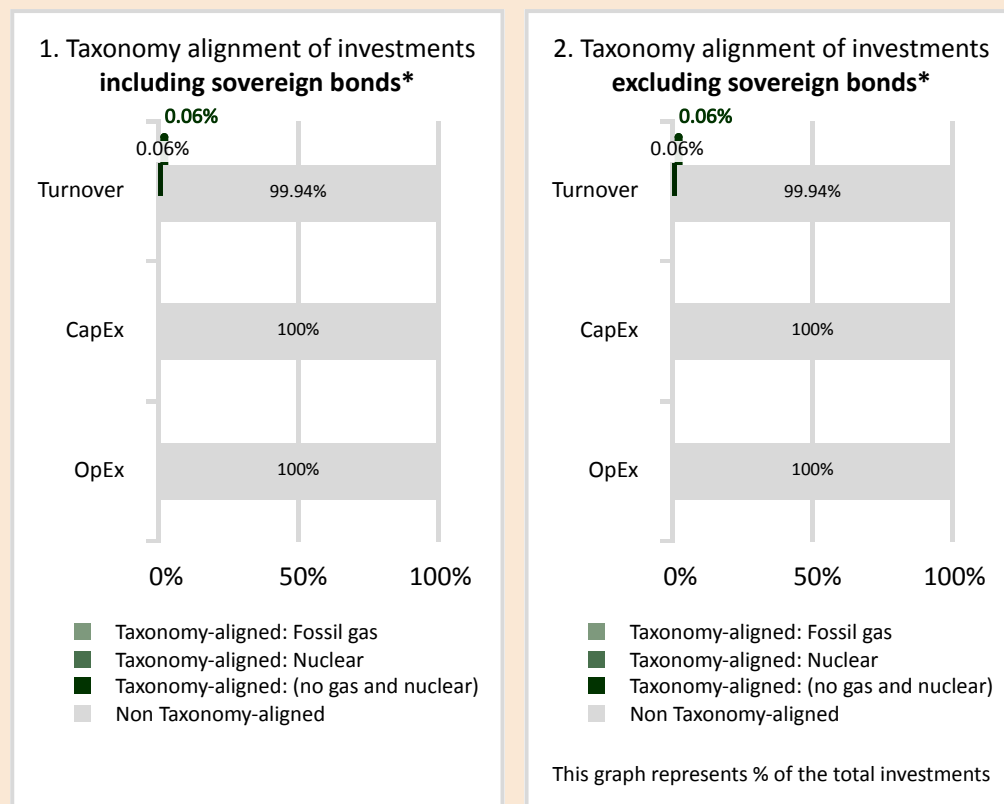 1. Taxonomy alignment of investments
including sovereign bonds*
0.06%
0.06%
Turnover
99.94%
CapEx
100%
OpEx
100%
0% 50% 100%
Taxonomy-aligned: Fossil gas
Taxonomy-aligned: Nuclear
Taxonomy-aligned: (no gas and nuclear)
Non Taxonomy-aligned
2. Taxonomy alignment of investments
excluding sovereign bonds*
0.06%
0.06%
Turnover
99.94%
CapEx
100%
OpEx
100%
0% 50% 100%
Taxonomy-aligned: Fossil gas
Taxonomy-aligned: Nuclear
Taxonomy-aligned: (no gas and nuclear)
Non Taxonomy-aligned
This graph represents % of the total investments